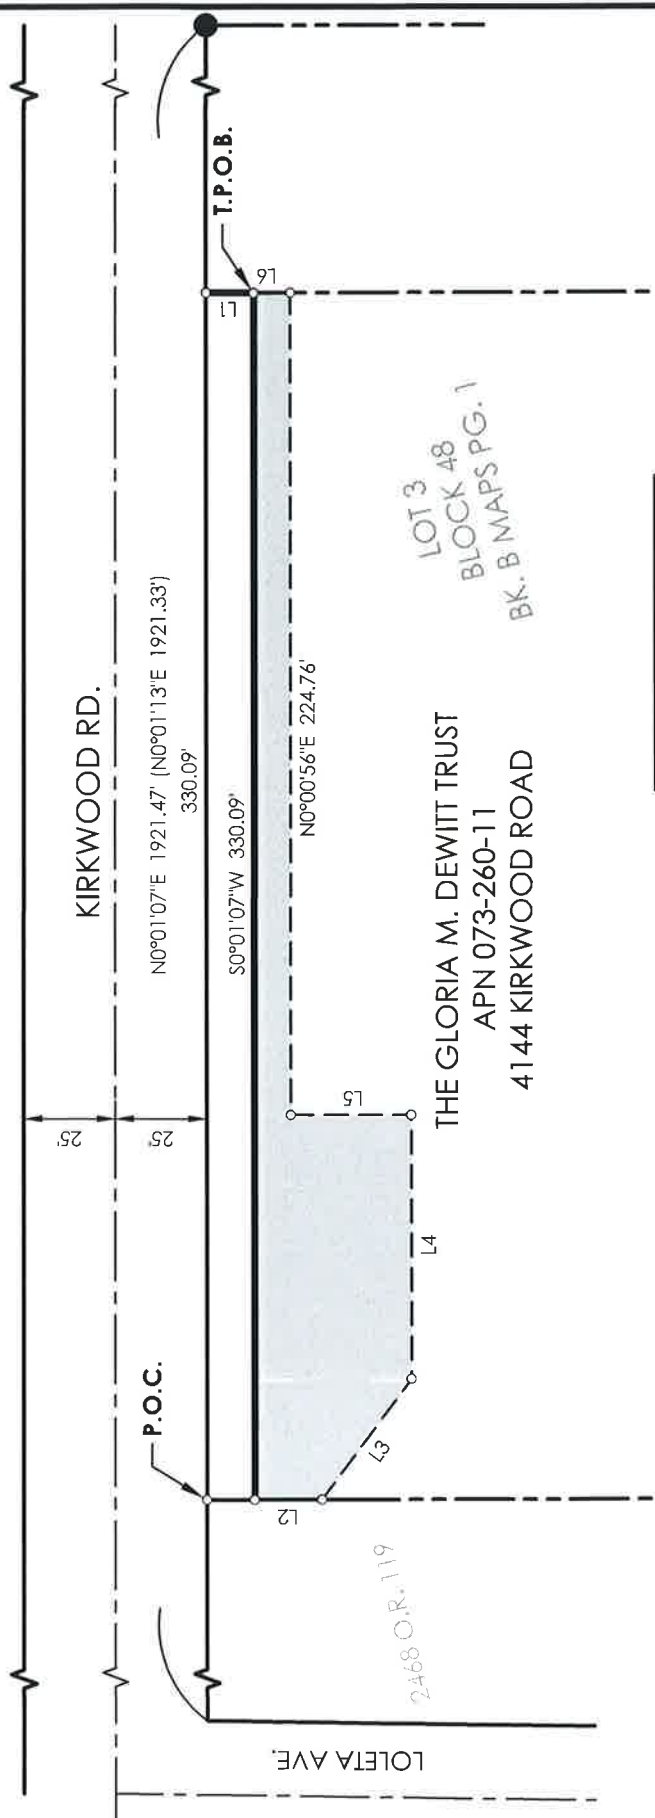 KIRKWOOD RD.
25'
25'
N0°01'07"E 1921.47' (N0°01'13"E 1921.33')
330.09'
S0°01'07"W 330.09'
P.O.C.
T.P.O.B.
L1
L6
L2
L3
L4
L5
N0°00'56"E 224.76'
LOT 3
BLOCK 48
BK. B MAPS PG. 1
THE GLORIA M. DEWITT TRUST
APN 073-260-11
4144 KIRKWOOD ROAD
2468 O.R. 119
LOLETA AVE.